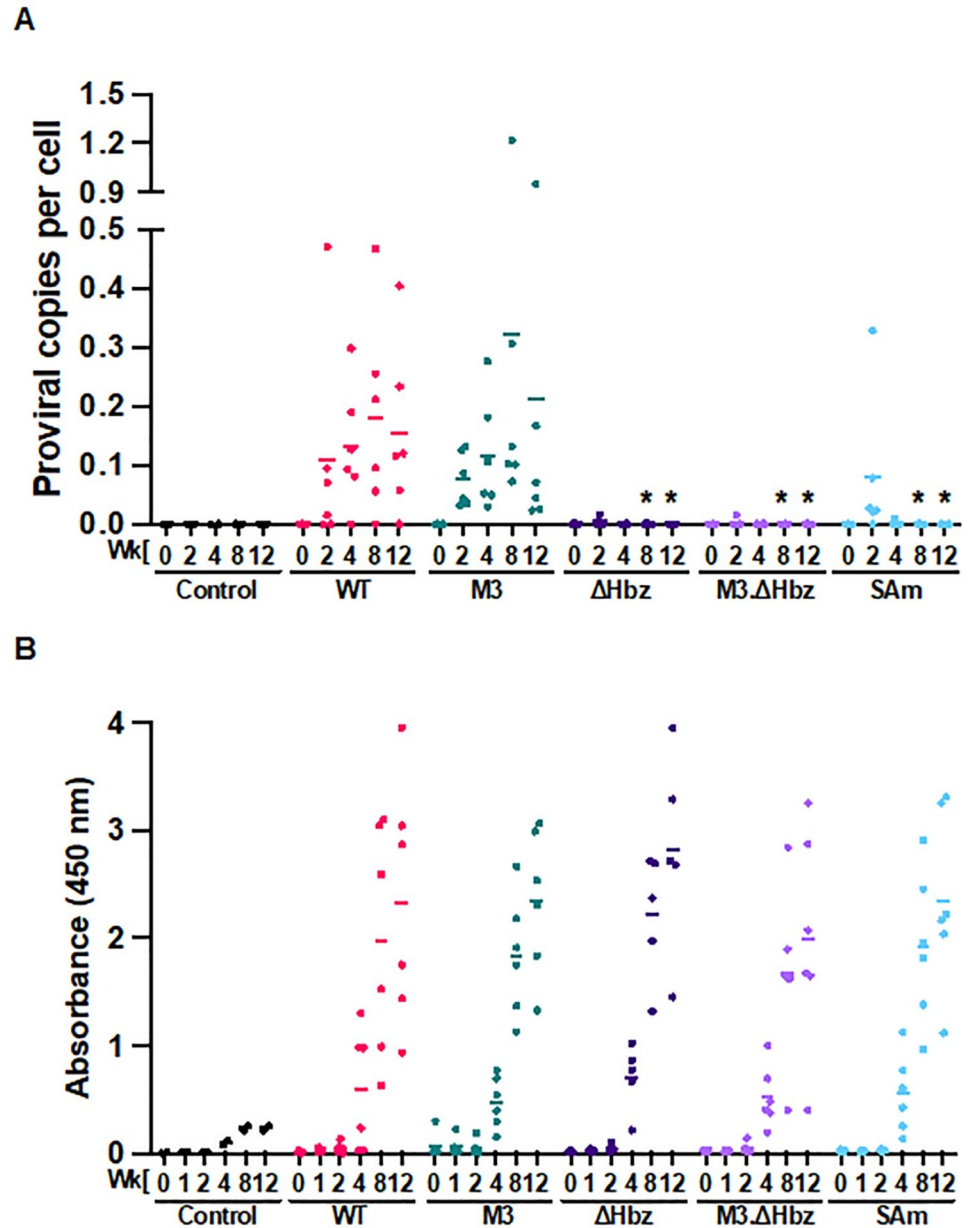 A
Proviral copies per cell
1.5
1.2
0.9
0.5
0.4
0.3
0.2
0.1
0.0
* * * * * *
Wk[ 0 2 4 8 12 0 2 4 8 12 0 2 4 8 12 0 2 4 8 12 0 2 4 8 12 0 2 4 8 12
Control WT M3 ΔHbz M3.ΔHbz SAm
B
Absorbance (450 nm)
4
3
2
1
0
Wk[ 0 1 2 4 8 12 0 1 2 4 8 12 0 1 2 4 8 12 0 1 2 4 8 12 0 1 2 4 8 12 0 1 2 4 8 12
Control WT M3 ΔHbz M3.ΔHbz SAm